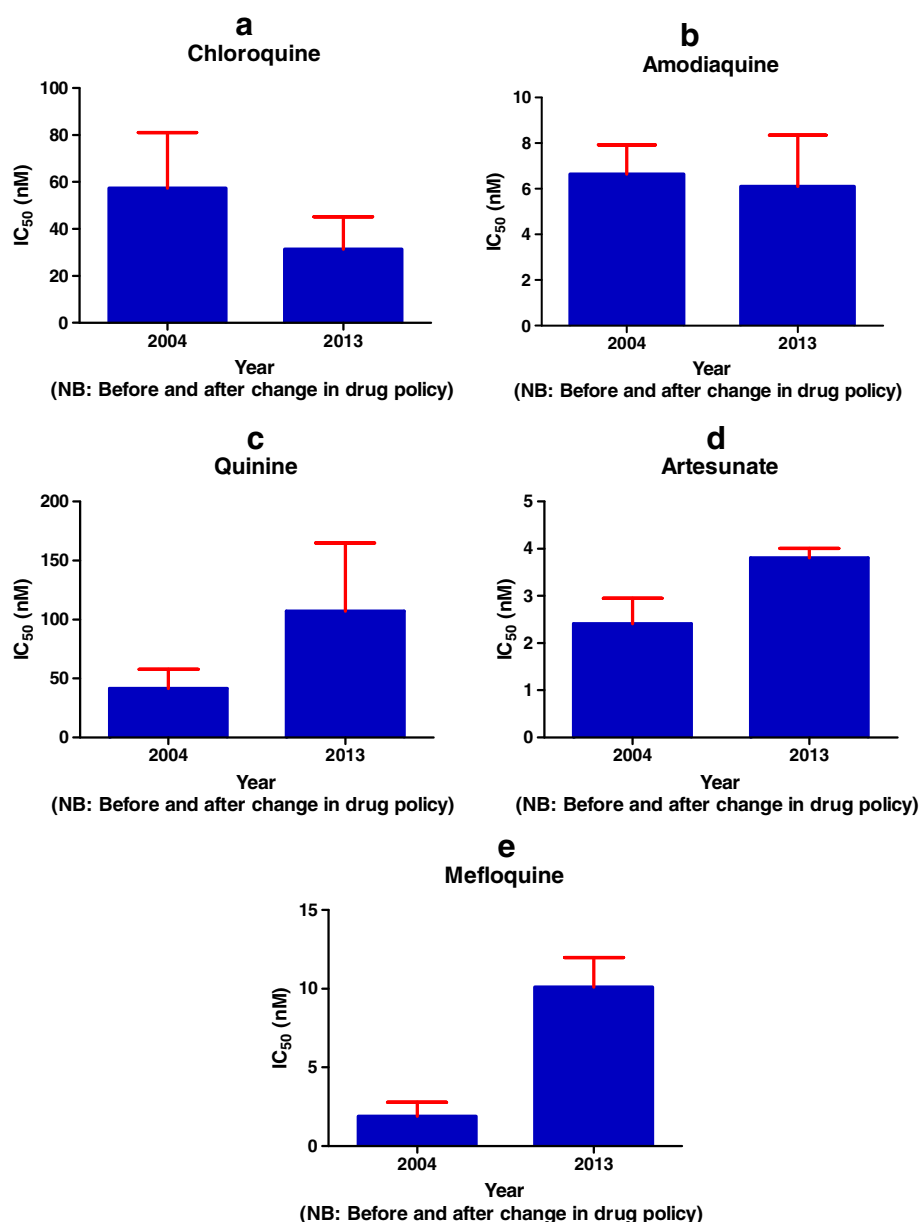 a
Chloroquine
100
80
60
40
20
0
IC50 (nM)
2004
2013
Year
(NB: Before and after change in drug policy)
b
Amodiaquine
10
8
6
4
2
0
IC50 (nM)
2004
2013
Year
(NB: Before and after change in drug policy)
c
Quinine
200
150
100
50
0
IC50 (nM)
2004
2013
Year
(NB: Before and after change in drug policy)
d
Artesunate
5
4
3
2
1
0
IC50 (nM)
2004
2013
Year
(NB: Before and after change in drug policy)
e
Mefloquine
15
10
5
0
IC50 (nM)
2004
2013
Year
(NB: Before and after change in drug policy)